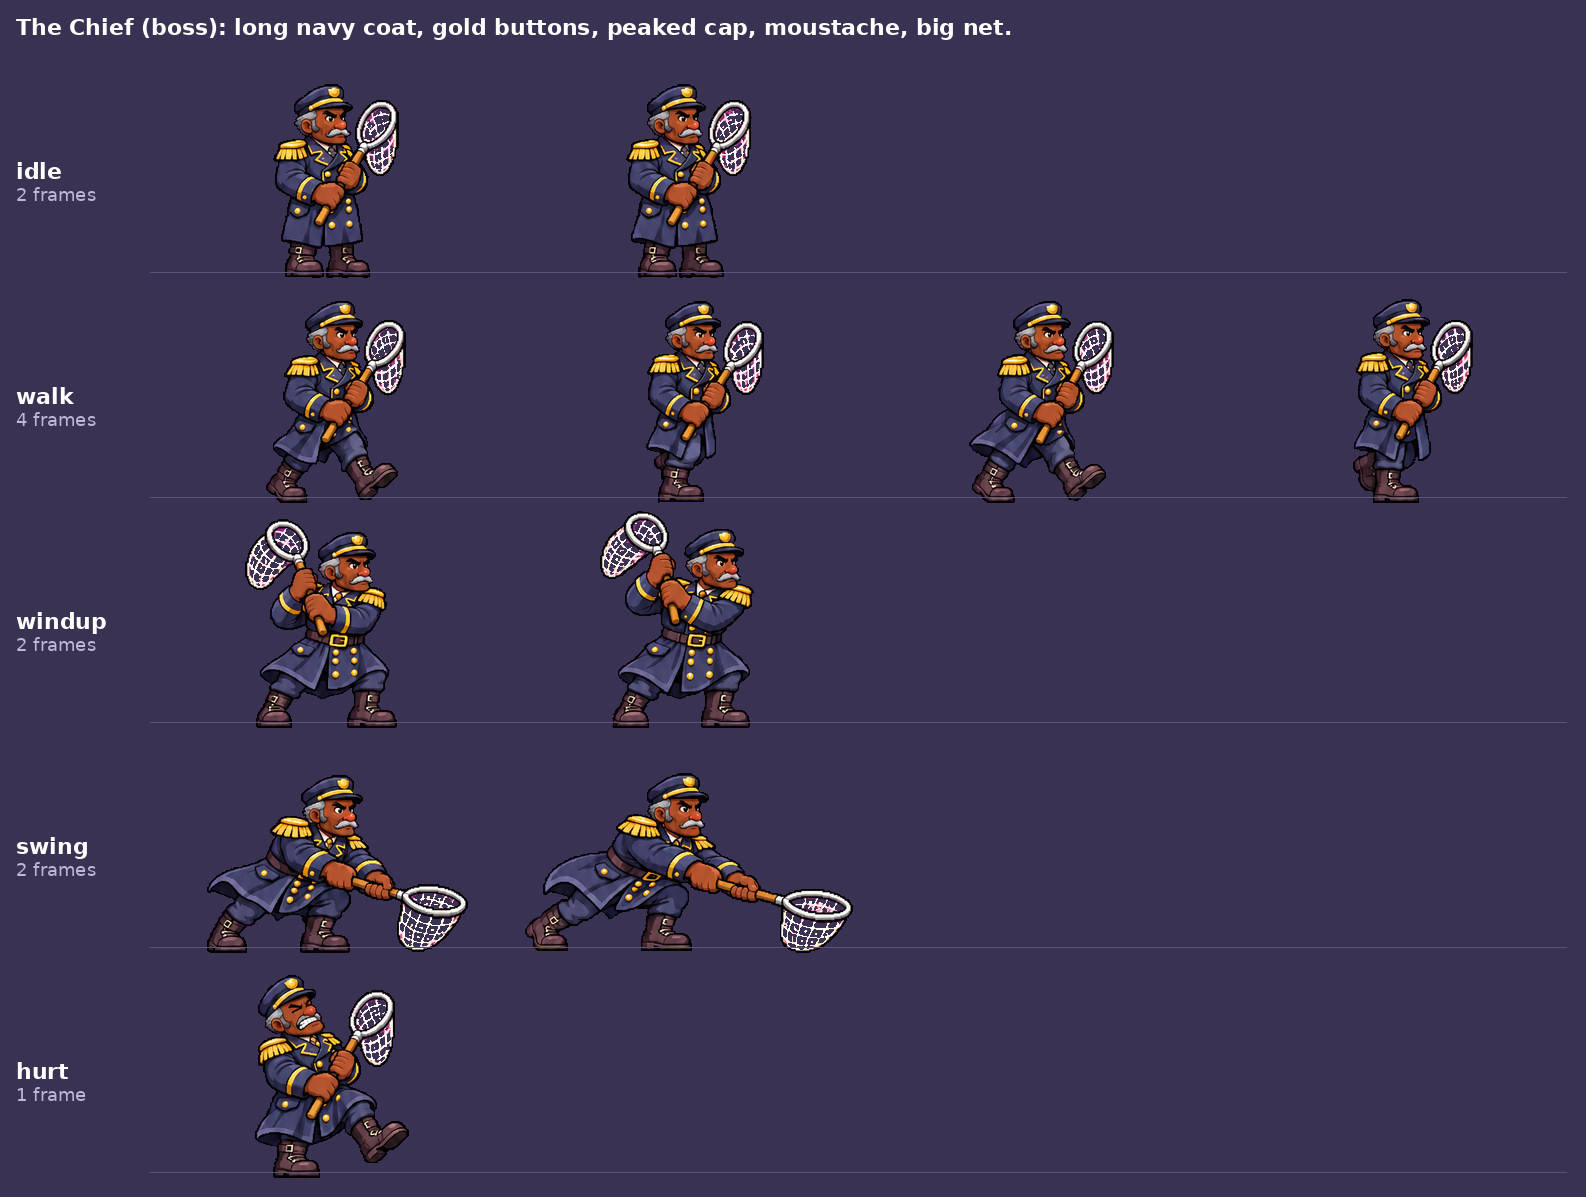 The Chief (boss): long navy coat, gold buttons, peaked cap, moustache, big net.
idle
2 frames
walk
4 frames
windup
2 frames
swing
2 frames
hurt
1 frame